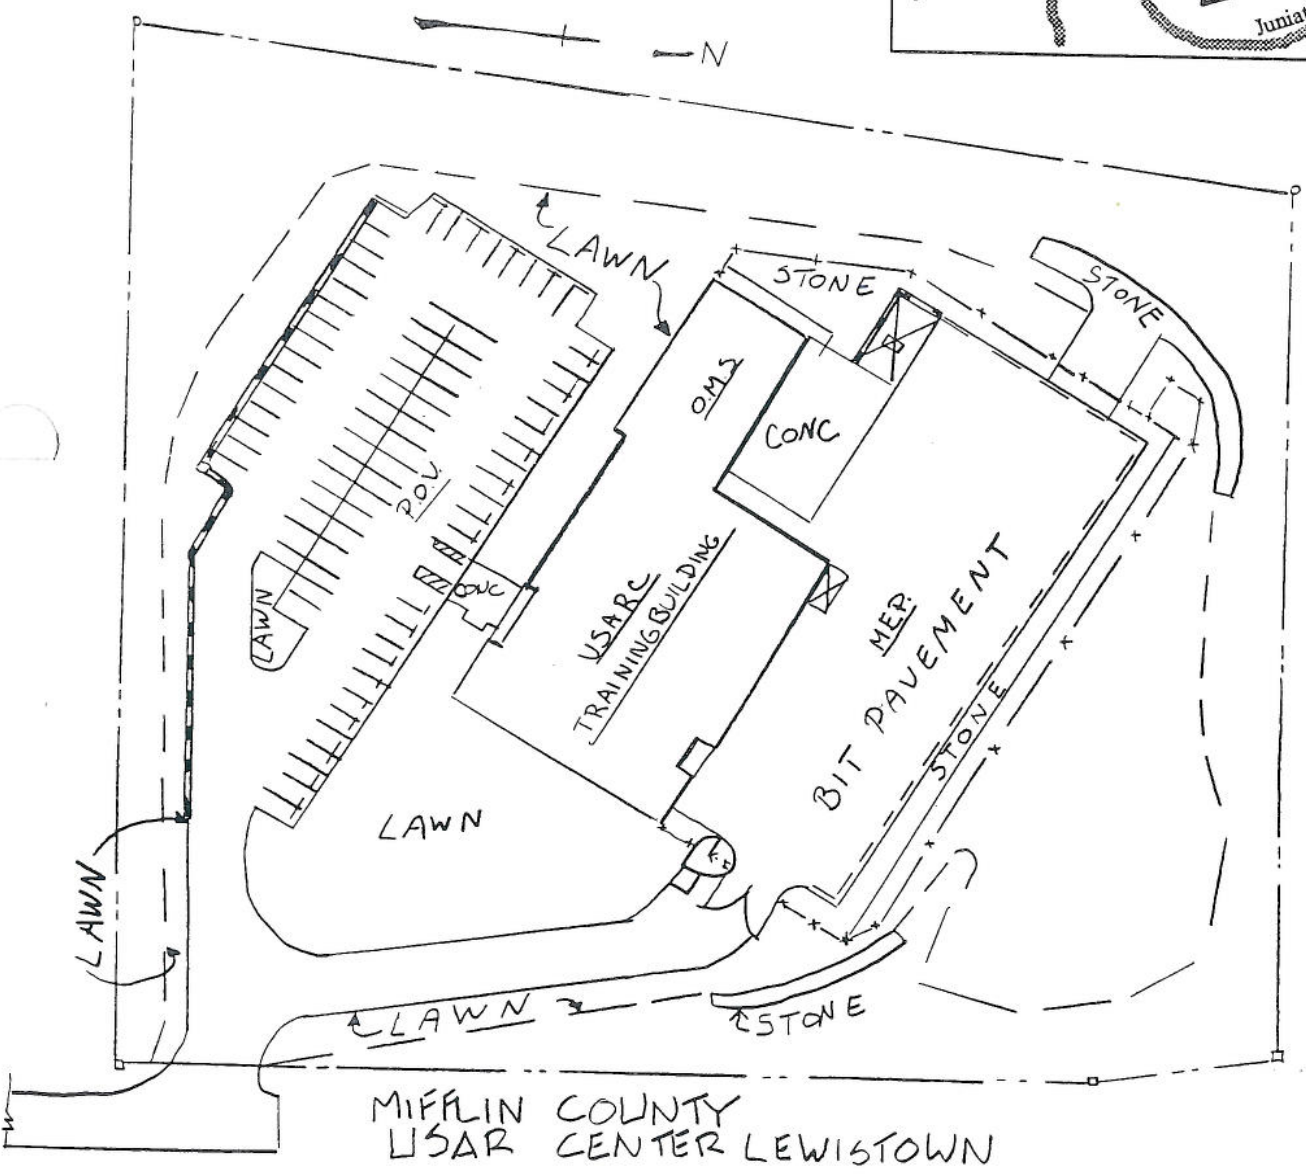 Juniat
N
LAWN
STONE
STONE
O.M.S
CONC
P.O.V.
CONC
LAWN
USARC
TRAINING BUILDING
MEP.
BIT PAVEMENT
STONE
LAWN
LAWN
LAWN
STONE
MIFFLIN COUNTY
USAR CENTER LEWISTOWN